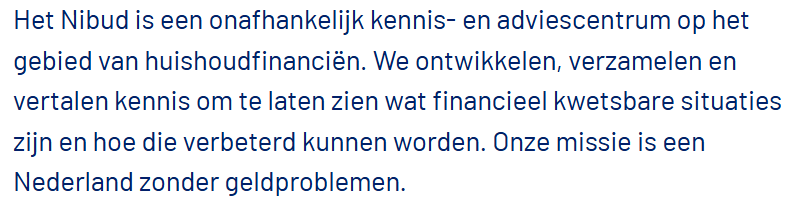 Het Nibud is een onafhankelijk kennis- en adviescentrum op het
gebied van huishoudfinanciën. We ontwikkelen, verzamelen en
vertalen kennis om te laten zien wat financieel kwetsbare situaties
zijn en hoe die verbeterd kunnen worden. Onze missie is een
Nederland zonder geldproblemen.